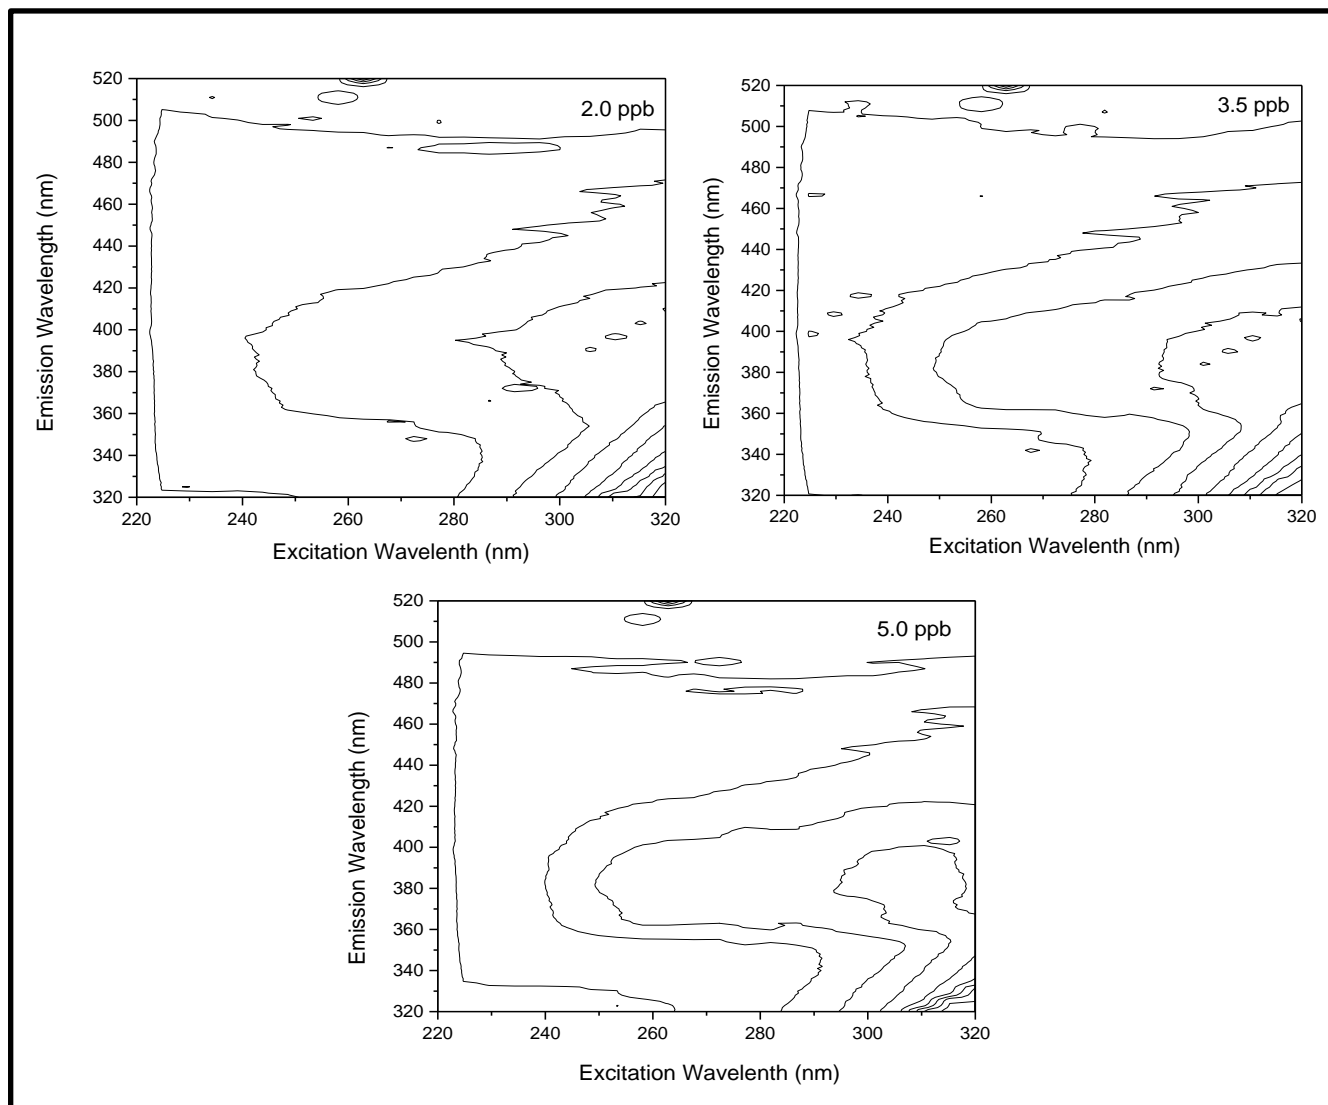 520
500
480
460
440
420
400
380
360
340
320
220 240 260 280 300 320
Emission Wavelength (nm)
Excitation Wavelenth (nm)
2.0 ppb
520
500
480
460
440
420
400
380
360
340
320
220 240 260 280 300 320
Emission Wavelength (nm)
Excitation Wavelenth (nm)
3.5 ppb
520
500
480
460
440
420
400
380
360
340
320
220 240 260 280 300 320
Emission Wavelength (nm)
Excitation Wavelenth (nm)
5.0 ppb